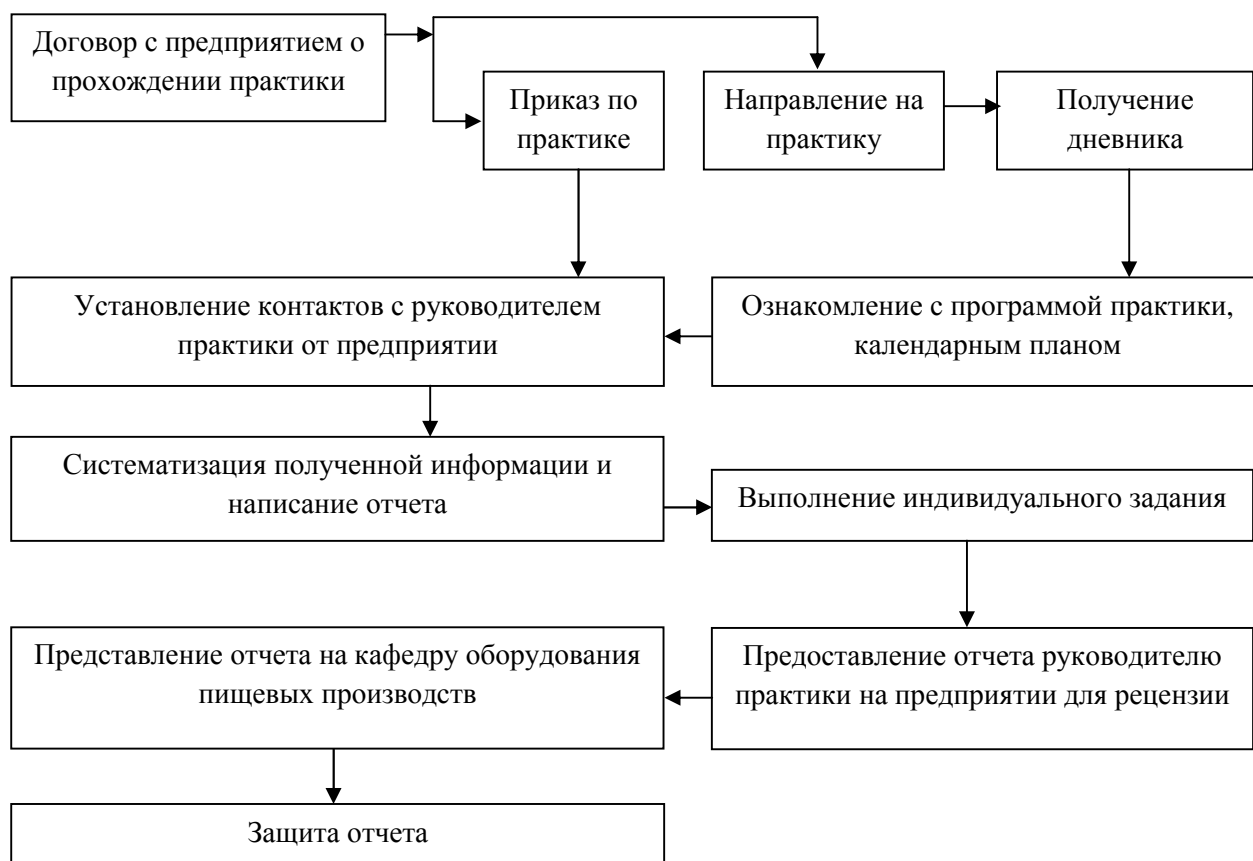 Договор с предприятием о
прохождении практики
Приказ по
практике
Направление на
практику
Получение
дневника
Установление контактов с руководителем
практики от предприятии
Ознакомление с программой практики,
календарным планом
Систематизация полученной информации и
написание отчета
Выполнение индивидуального задания
Представление отчета на кафедру оборудования
пищевых производств
Предоставление отчета руководителю
практики на предприятии для рецензии
Защита отчета